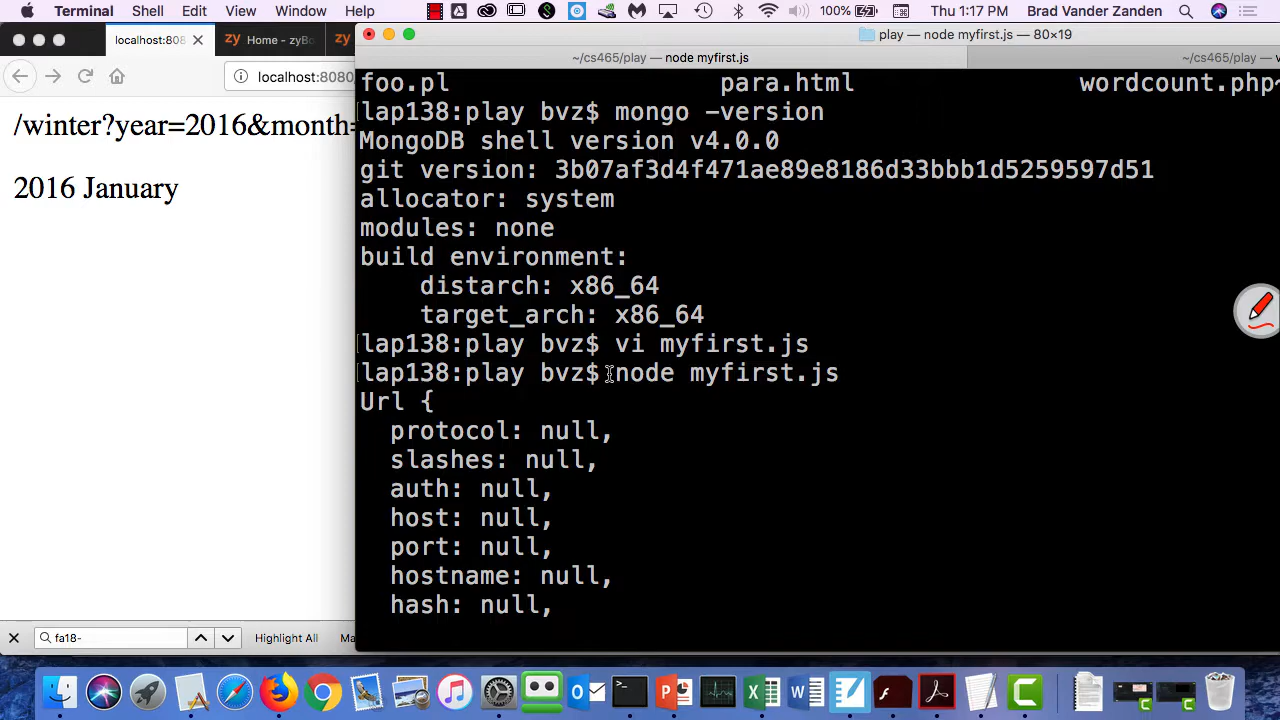 Terminal Shell Edit View Window Help 100% Thu 1:17 PM Brad Vander Zanden
localhost:808
Home - zyBo
play — node myfirst.js — 80×19
~/cs465/play — node myfirst.js
~/cs465/play —
localhost:8080
foo.pl para.html wordcount.php~
lap138:play bvz$ mongo -version
MongoDB shell version v4.0.0
git version: 3b07af3d4f471ae89e8186d33bbb1d5259597d51
allocator: system
modules: none
build environment:
distarch: x86_64
target_arch: x86_64
lap138:play bvz$ vi myfirst.js
lap138:play bvz$ node myfirst.js
Url {
protocol: null,
slashes: null,
auth: null,
host: null,
port: null,
hostname: null,
hash: null,
/winter?year=2016&month=
2016 January
fa18-
Highlight All